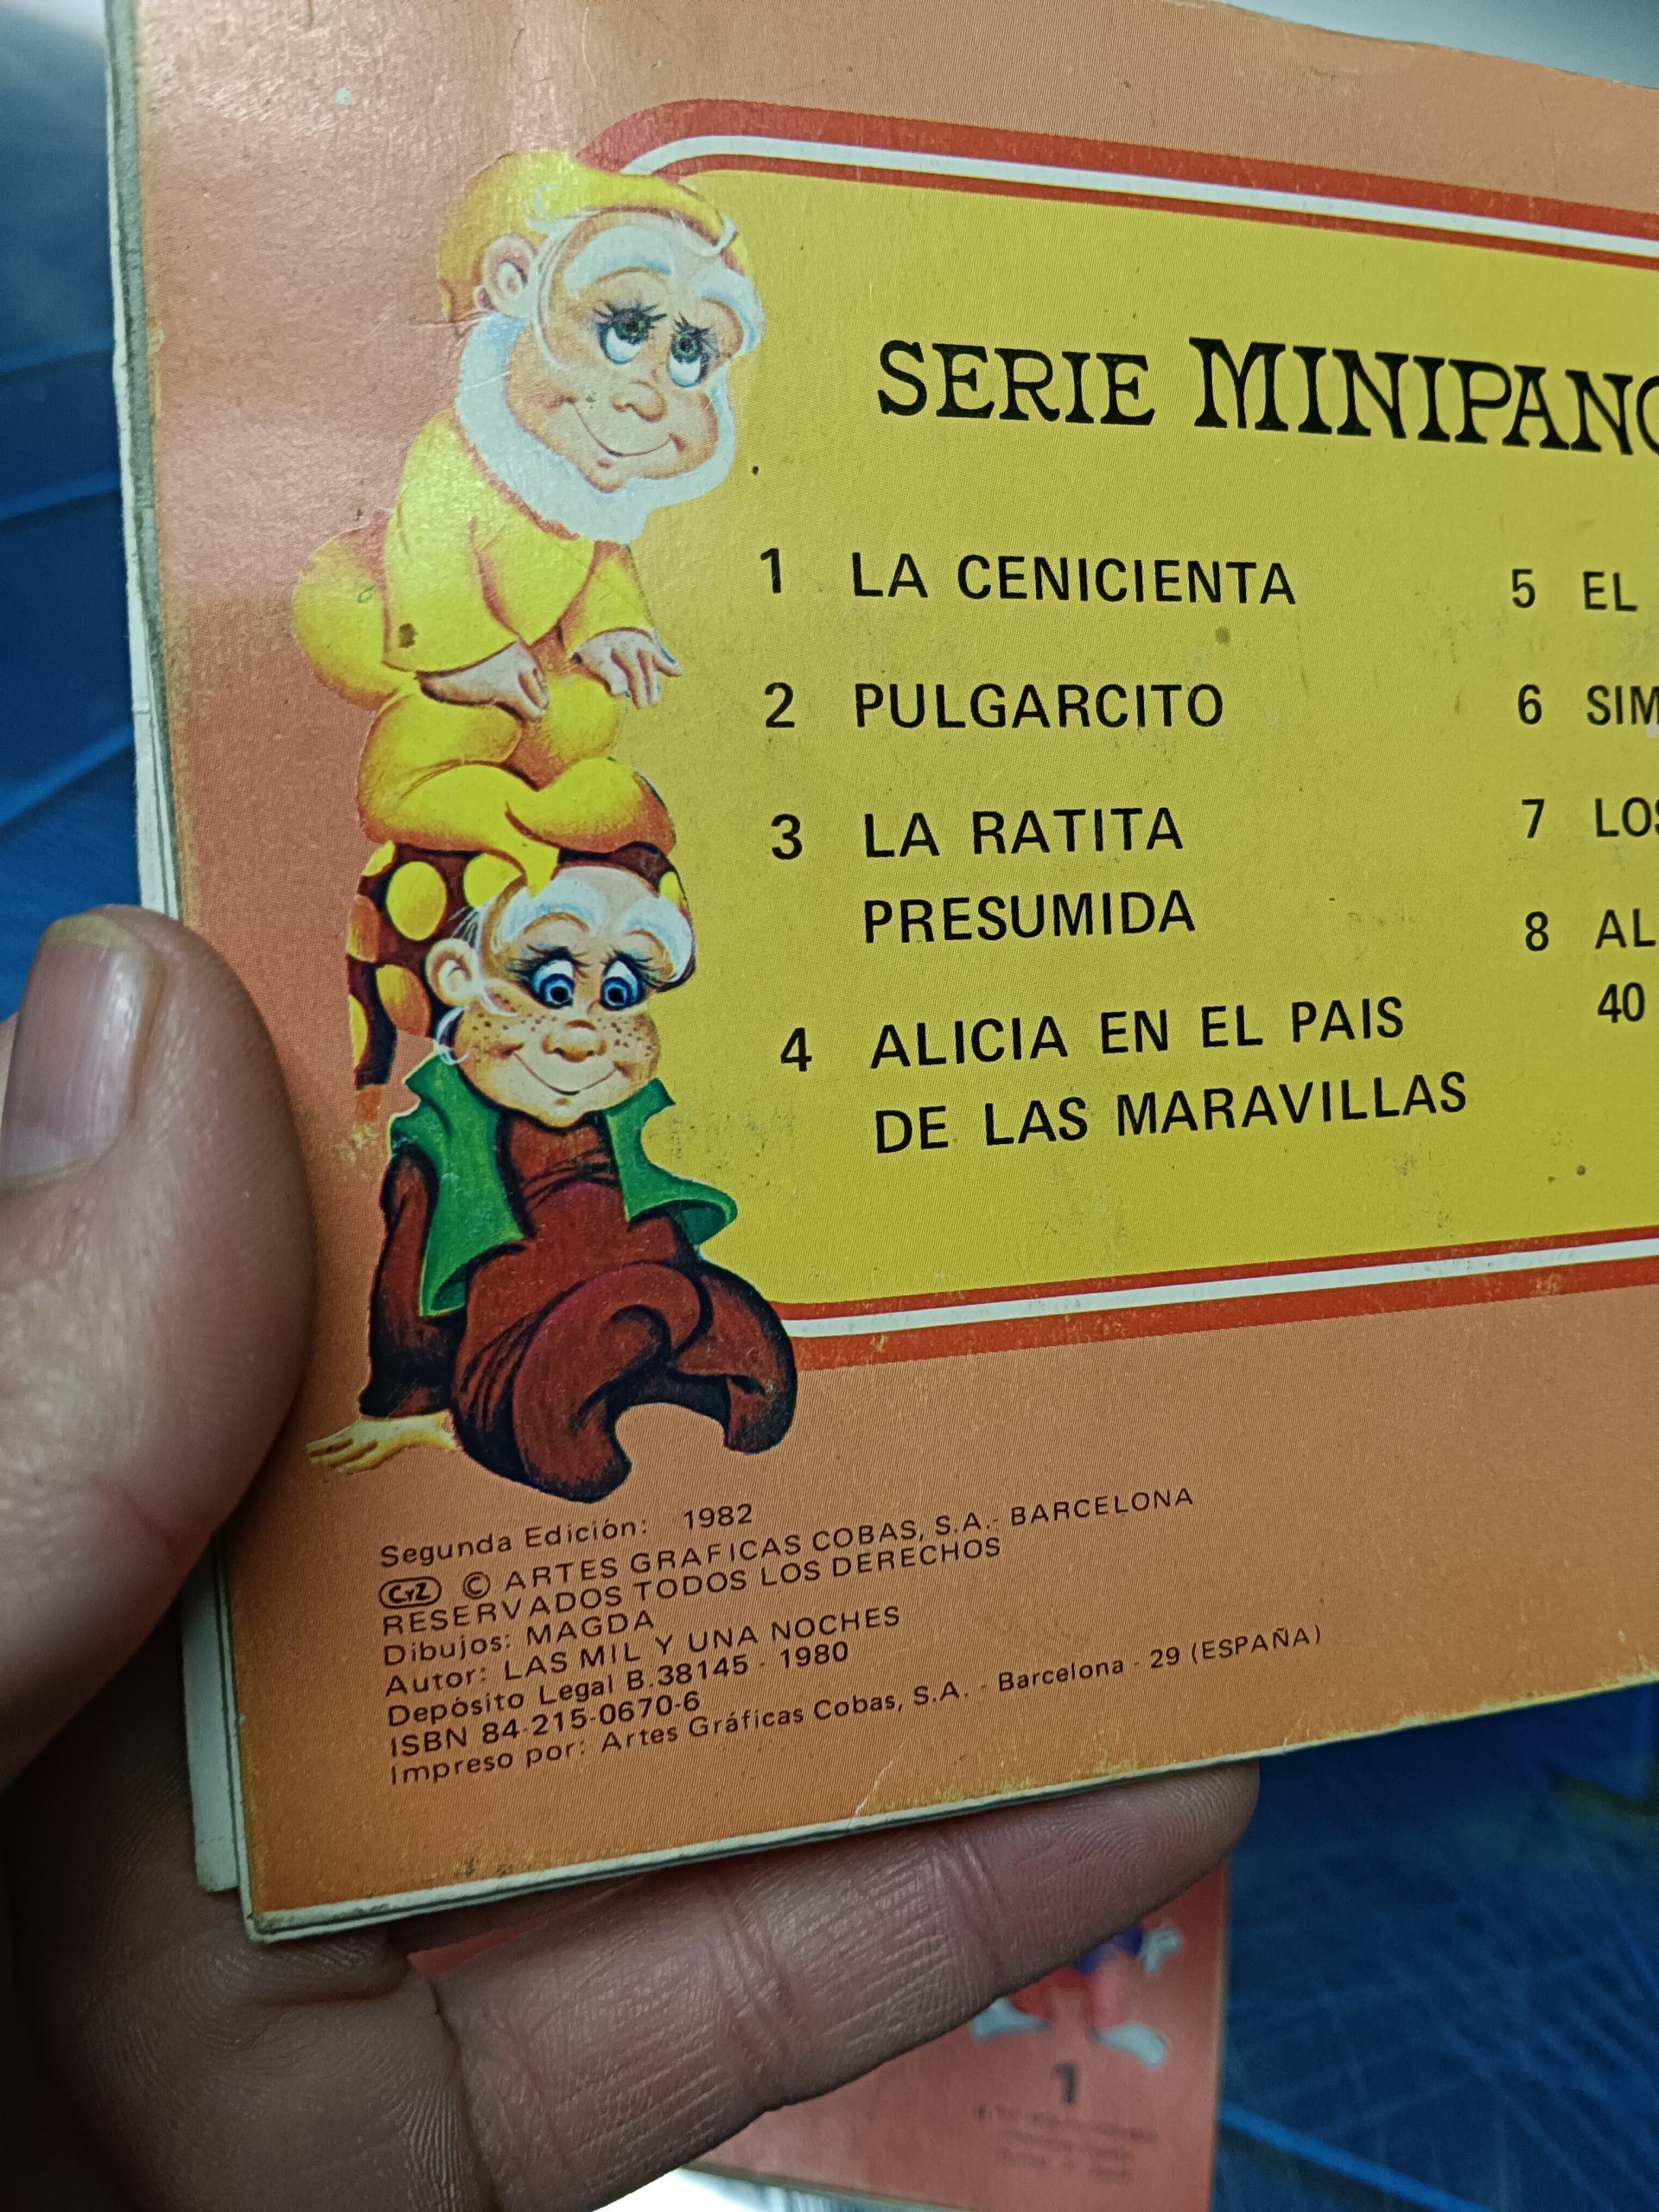 SERIE MINIPANO
1 LA CENICIENTA
2 PULGARCITO
3 LA RATITA
PRESUMIDA
4 ALICIA EN EL PAIS
DE LAS MARAVILLAS
5 EL
6 SIM
7 LOS
8 AL
40
Segunda Edición: 1982
CYZ © ARTES GRAFICAS COBAS, S.A.- BARCELONA
RESERVADOS TODOS LOS DERECHOS
Dibujos: MAGDA
Autor: LAS MIL Y UNA NOCHES
Depósito Legal B.38145 - 1980
ISBN 84-215-0670-6
Impreso por: Artes Gráficas Cobas, S.A. - Barcelona - 29 (ESPAÑA)
1